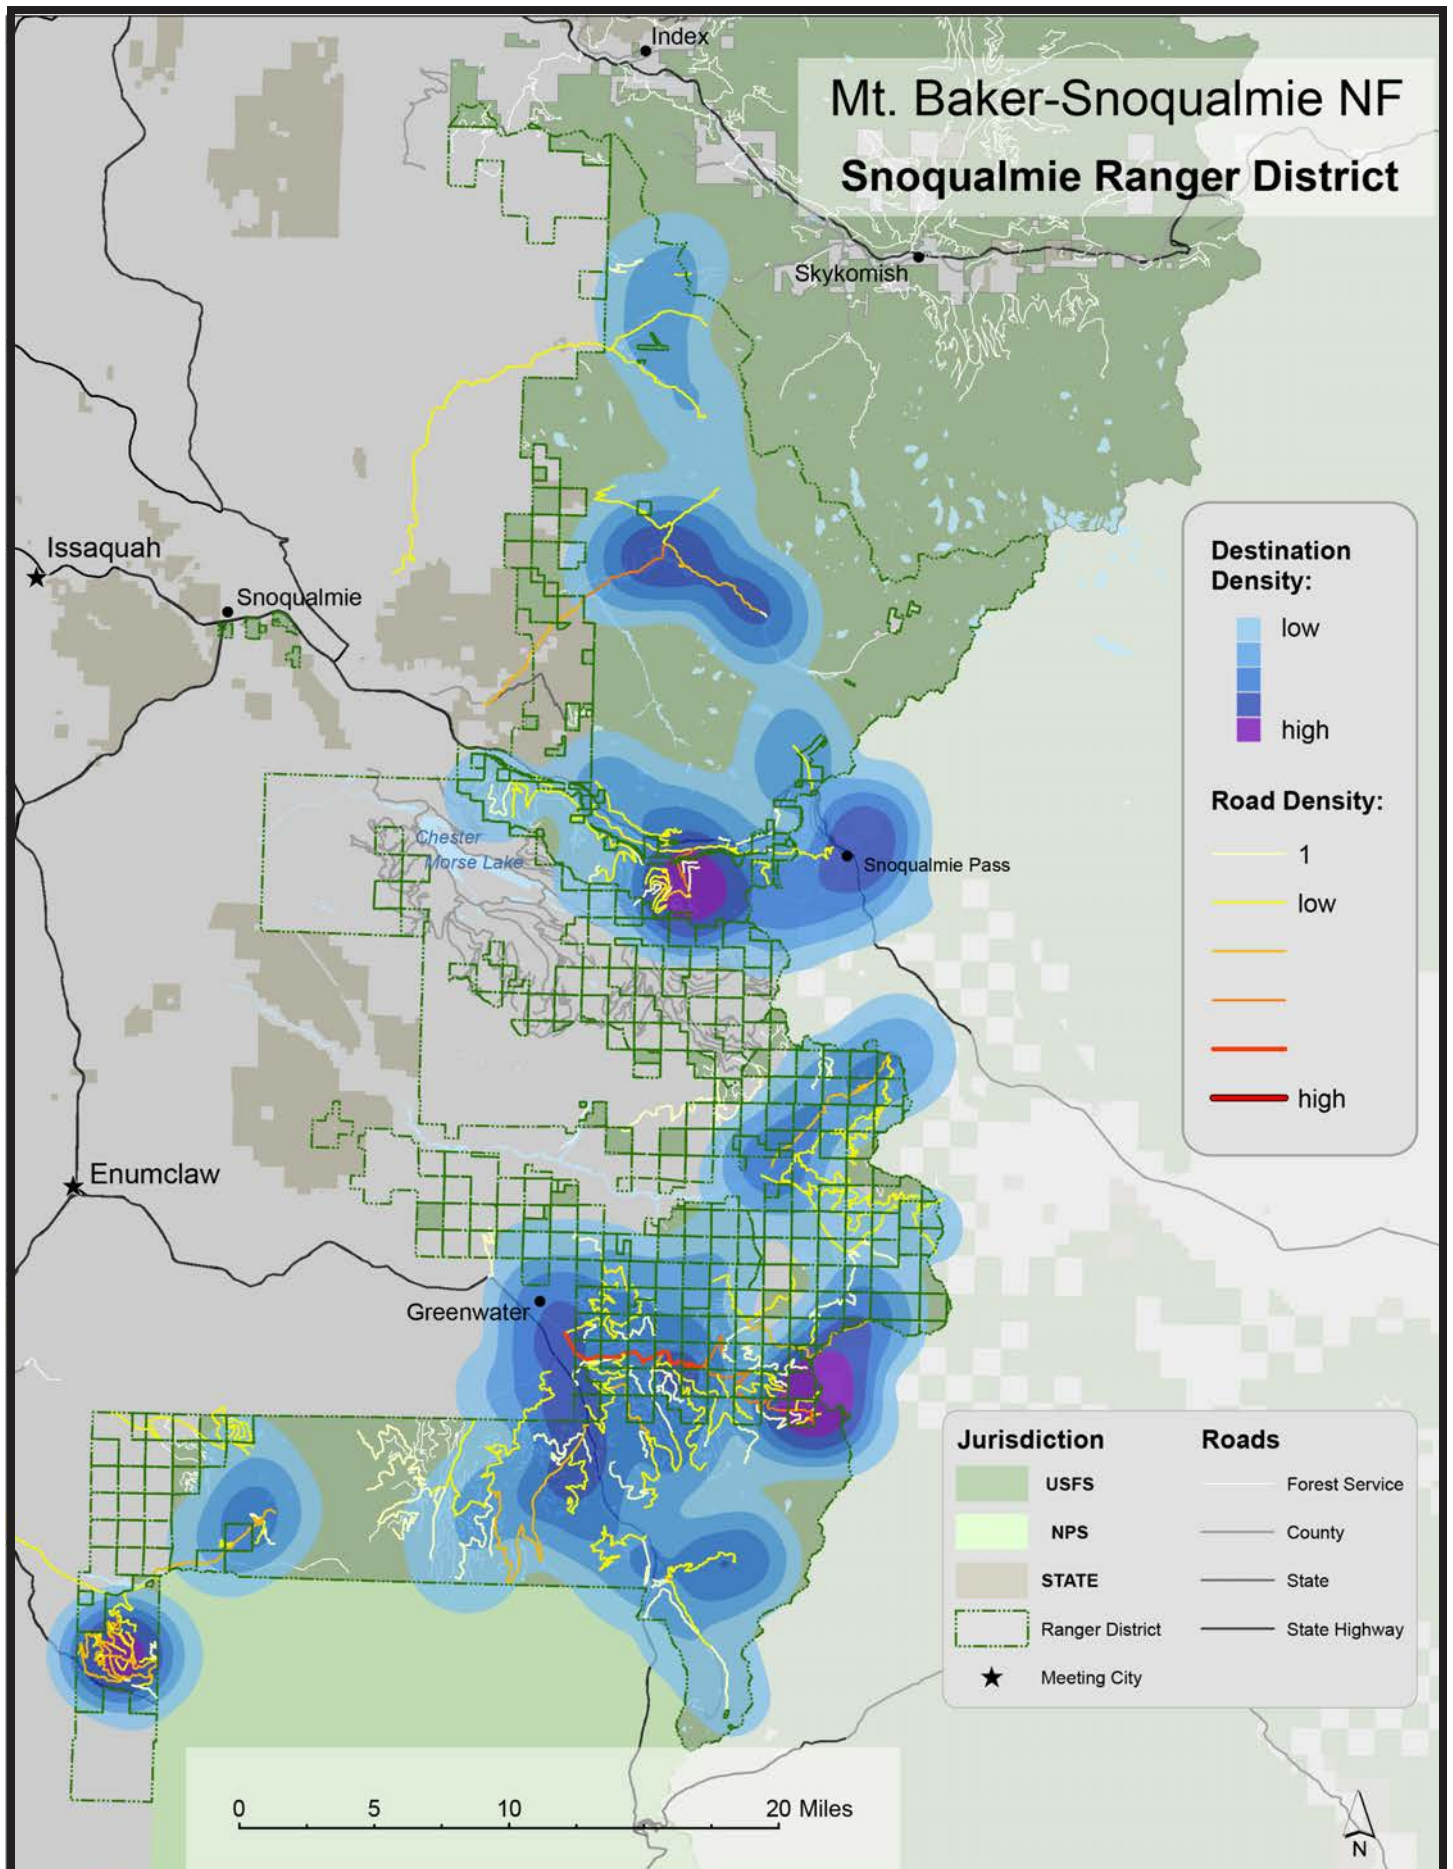 Index
Mt. Baker-Snoqualmie NF
Snoqualmie Ranger District
Skykomish
Issaquah
Snoqualmie
Destination
Density:
low
high
Road Density:
1
low
high
Chester
Morse Lake
Snoqualmie Pass
Enumclaw
Greenwater
Jurisdiction
USFS
NPS
STATE
Ranger District
Meeting City
Roads
Forest Service
County
State
State Highway
0 5 10 20 Miles
N